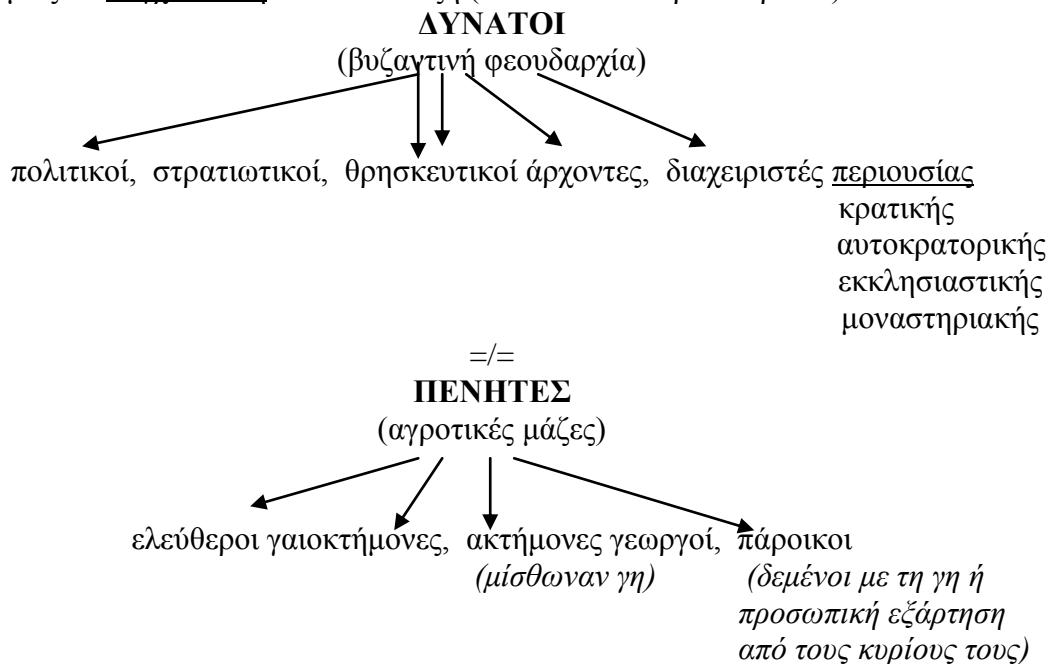 ΔΥΝΑΤΟΙ
(βυζαντινή φεουδαρχία)
πολιτικοί, στρατιωτικοί, θρησκευτικοί άρχοντες, διαχειριστές περιουσίας
κρατικής
αυτοκρατορικής
εκκλησιαστικής
μοναστηριακής
=/=
ΠΕΝΗΤΕΣ
(αγροτικές μάζες)
ελεύθεροι γαιοκτήμονες, ακτήμονες γεωργοί, πάροικοι
(μίσθωναν γη) (δεμένοι με τη γη ή
προσωπική εξάρτηση
από τους κυρίους τους)